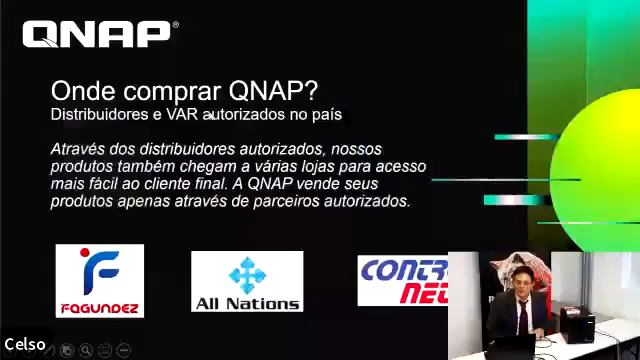 QNAP®
Onde comprar QNAP?
Distribuidores e VAR autorizados no país
Através dos distribuidores autorizados, nossos
produtos também chegam a várias lojas para acesso
mais fácil ao cliente final. A QNAP vende seus
produtos apenas através de parceiros autorizados.
FAGUNDEZ
All Nations
CONTR
NET
Celso